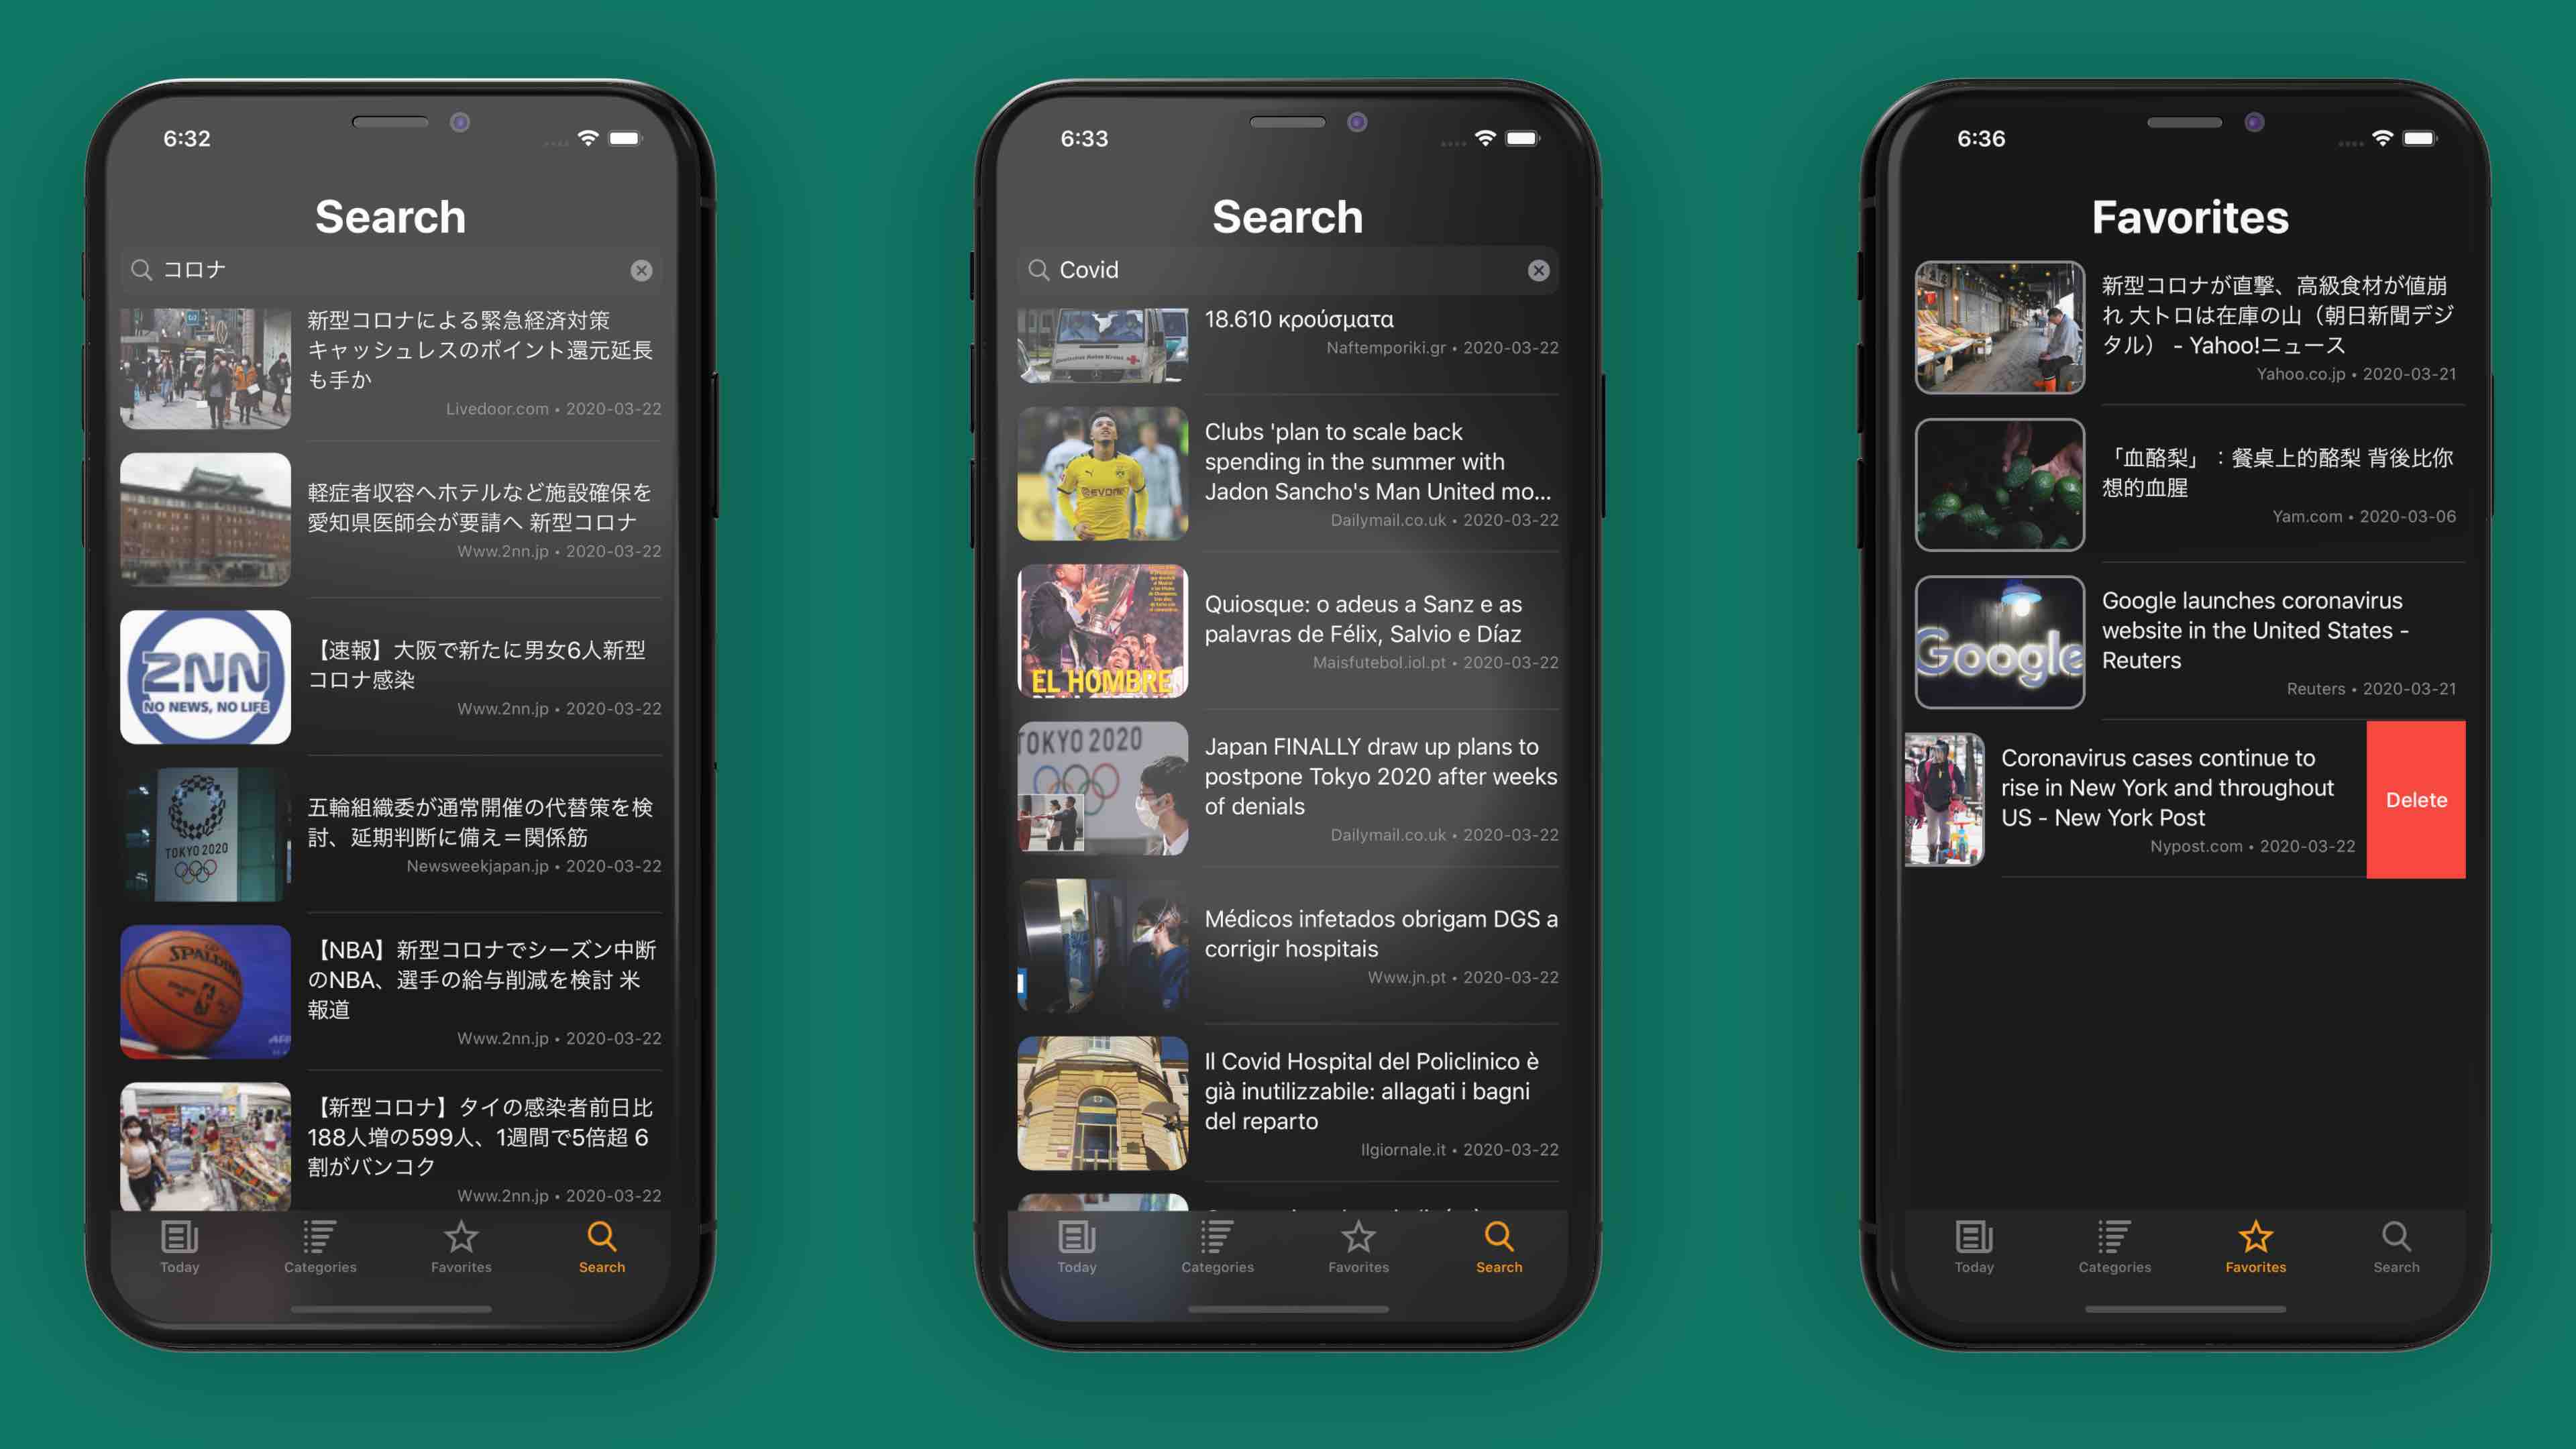 6:32
Search
コロナ
新型コロナによる緊急経済対策
キャッシュレスのポイント還元延長
も手か
Livedoor.com • 2020-03-22
軽症者収容へホテルなど施設確保を
愛知県医師会が要請へ 新型コロナ
Www.2nn.jp • 2020-03-22
2NN
NO NEWS, NO LIFE
【速報】大阪で新たに男女6人新型
コロナ感染
Www.2nn.jp • 2020-03-22
TOKYO 2020
五輪組織委が通常開催の代替策を検
討、延期判断に備え＝関係筋
Newsweekjapan.jp • 2020-03-22
SPALDING
【NBA】新型コロナでシーズン中断
のNBA、選手の給与削減を検討 米
報道
Www.2nn.jp • 2020-03-22
【新型コロナ】タイの感染者前日比
188人増の599人、1週間で5倍超 6
割がバンコク
Www.2nn.jp • 2020-03-22
Today
Categories
Favorites
Search
6:33
Search
Covid
18.610 κρούσματα
Naftemporiki.gr • 2020-03-22
EVONIK
Clubs 'plan to scale back
spending in the summer with
Jadon Sancho's Man United mo...
Dailymail.co.uk • 2020-03-22
EL HOMBRE
Quiosque: o adeus a Sanz e as
palavras de Félix, Salvio e Díaz
Maisfutebol.iol.pt • 2020-03-22
TOKYO 2020
Japan FINALLY draw up plans to
postpone Tokyo 2020 after weeks
of denials
Dailymail.co.uk • 2020-03-22
Médicos infetados obrigam DGS a
corrigir hospitais
Www.jn.pt • 2020-03-22
Il Covid Hospital del Policlinico è
già inutilizzabile: allagati i bagni
del reparto
Ilgiornale.it • 2020-03-22
Today
Categories
Favorites
Search
6:36
Favorites
新型コロナが直撃、高級食材が値崩
れ 大トロは在庫の山（朝日新聞デジ
タル） - Yahoo!ニュース
Yahoo.co.jp • 2020-03-21
「血酪梨」：餐桌上的酪梨 背後比你
想的血腥
Yam.com • 2020-03-06
Google
Google launches coronavirus
website in the United States -
Reuters
Reuters • 2020-03-21
Coronavirus cases continue to
rise in New York and throughout
US - New York Post
Nypost.com • 2020-03-22
Delete
Today
Categories
Favorites
Search